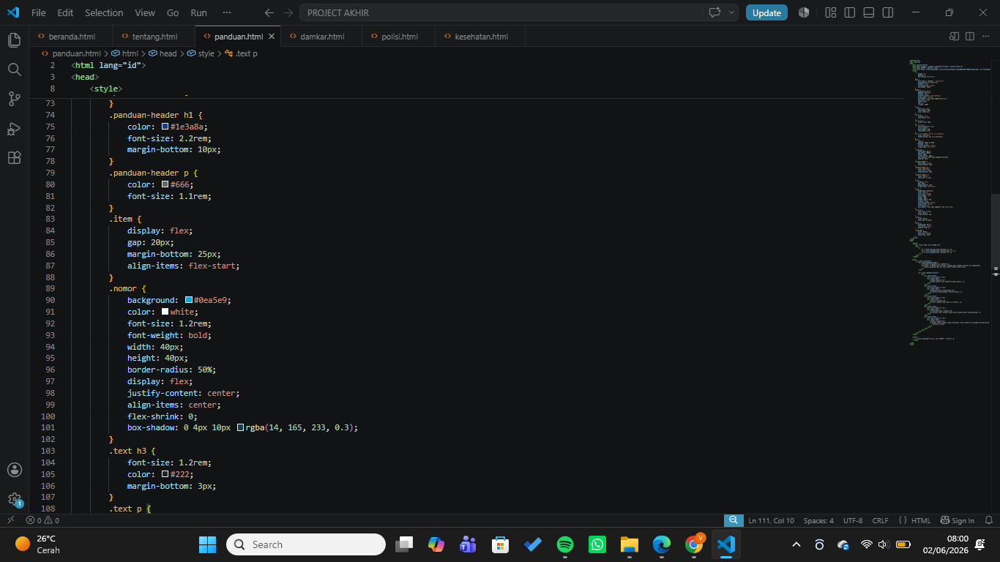 File Edit Selection View Go Run ··· PROJECT AKHIR Update
beranda.html tentang.html panduan.html damkar.html polisi.html kesehatan.html
panduan.html > html > head > style > .text p
2 <html lang="id">
3 <head>
8 <style>
73 }
74 .panduan-header h1 {
75 color: #1e3a8a;
76 font-size: 2.2rem;
77 margin-bottom: 10px;
78 }
79 .panduan-header p {
80 color: #666;
81 font-size: 1.1rem;
82 }
83 .item {
84 display: flex;
85 gap: 20px;
86 margin-bottom: 25px;
87 align-items: flex-start;
88 }
89 .nomor {
90 background: #0ea5e9;
91 color: white;
92 font-size: 1.2rem;
93 font-weight: bold;
94 width: 40px;
95 height: 40px;
96 border-radius: 50%;
97 display: flex;
98 justify-content: center;
99 align-items: center;
100 flex-shrink: 0;
101 box-shadow: 0 4px 10px rgba(14, 165, 233, 0.3);
102 }
103 .text h3 {
104 font-size: 1.2rem;
105 color: #222;
106 margin-bottom: 3px;
107 }
108 .text p {
1
0 0 Ln 111, Col 10 Spaces: 4 UTF-8 CRLF {} HTML Sign In
26°C
Cerah
Search
V
08:00
02/06/2026